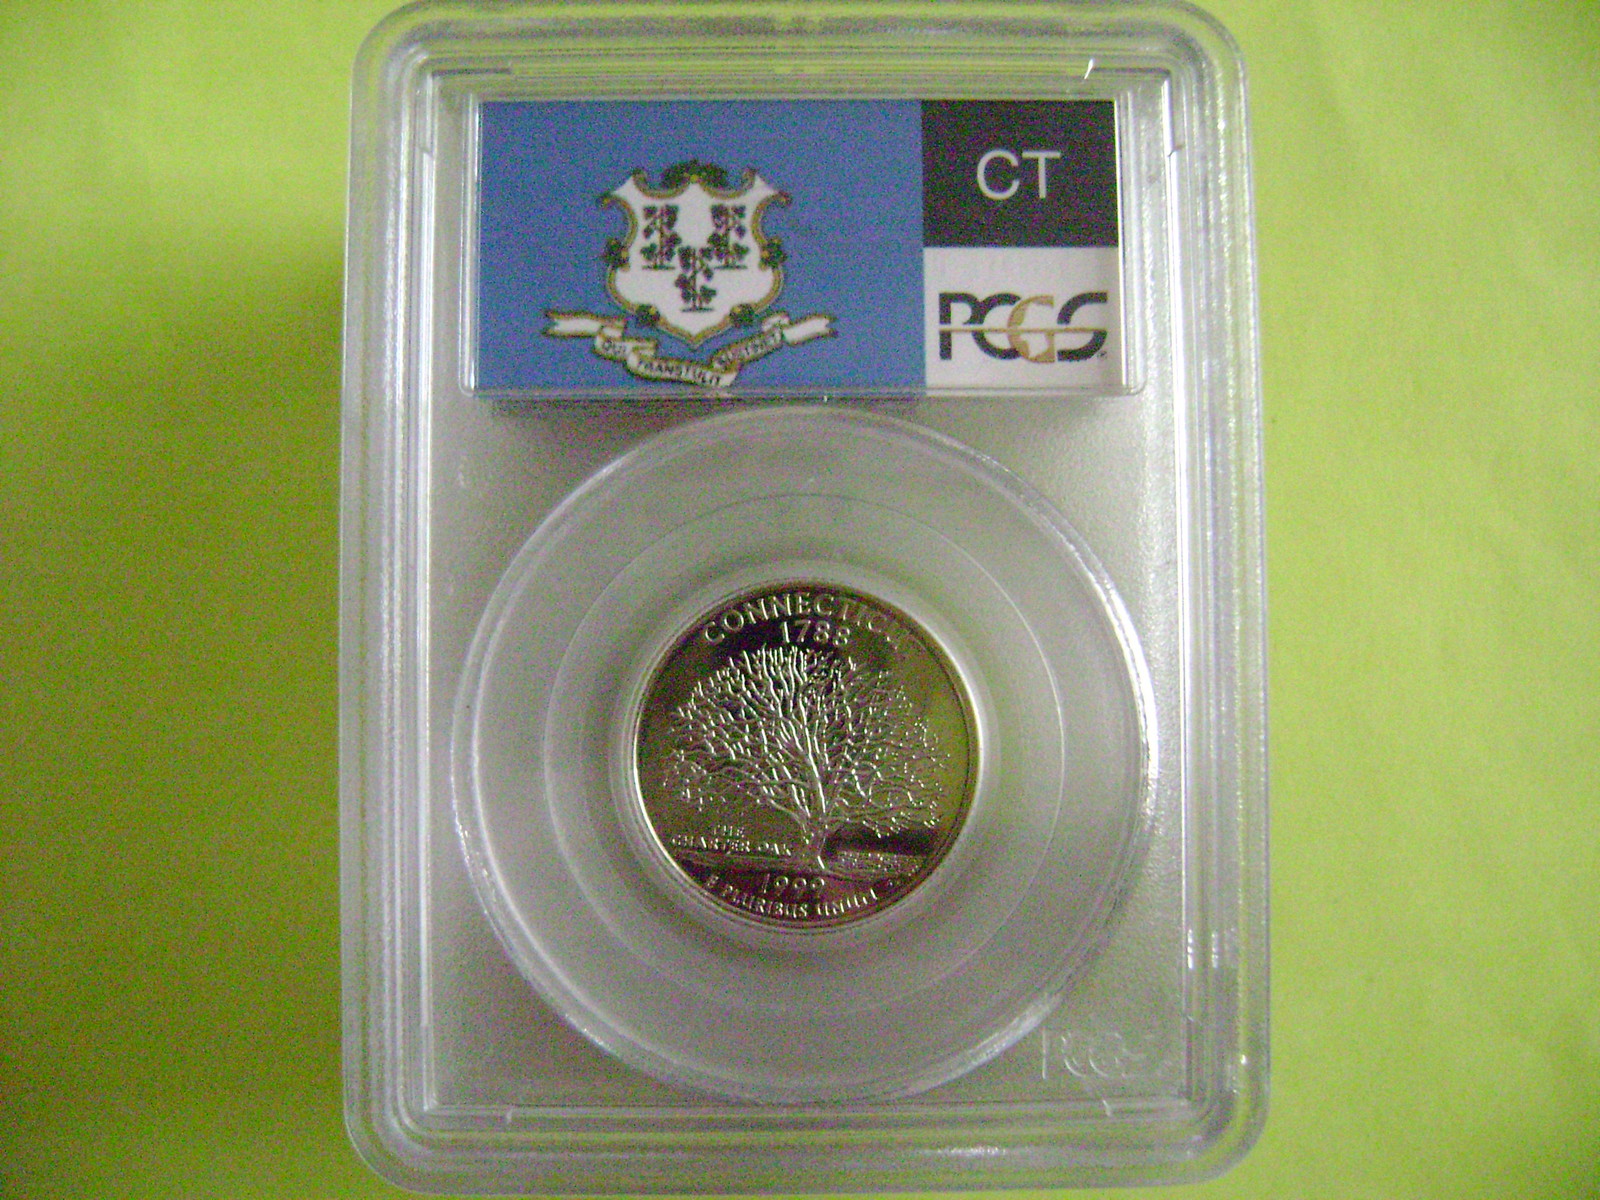 CT
PCGS
QUI TRANSTULIT SUSTINET
CONNECTICUT
1788
THE
CHARTER OAK
1999
E PLURIBUS UNUM
PCGS